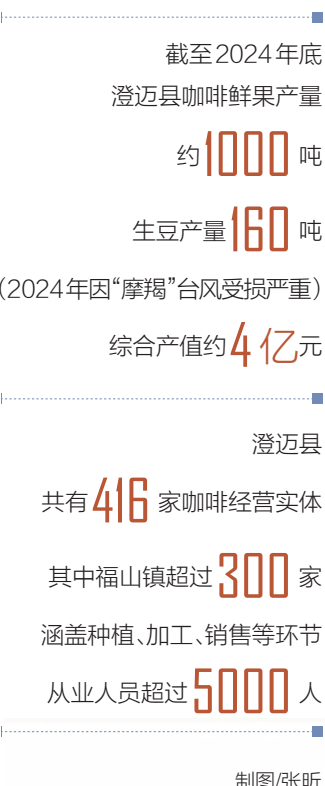 截至2024年底
澄迈县咖啡鲜果产量
约1000 吨
生豆产量160 吨
(2024年因“摩羯”台风受损严重)
综合产值约4 亿元
澄迈县
共有416 家咖啡经营实体
其中福山镇超过300 家
涵盖种植、加工、销售等环节
从业人员超过5000 人
制图/张昕